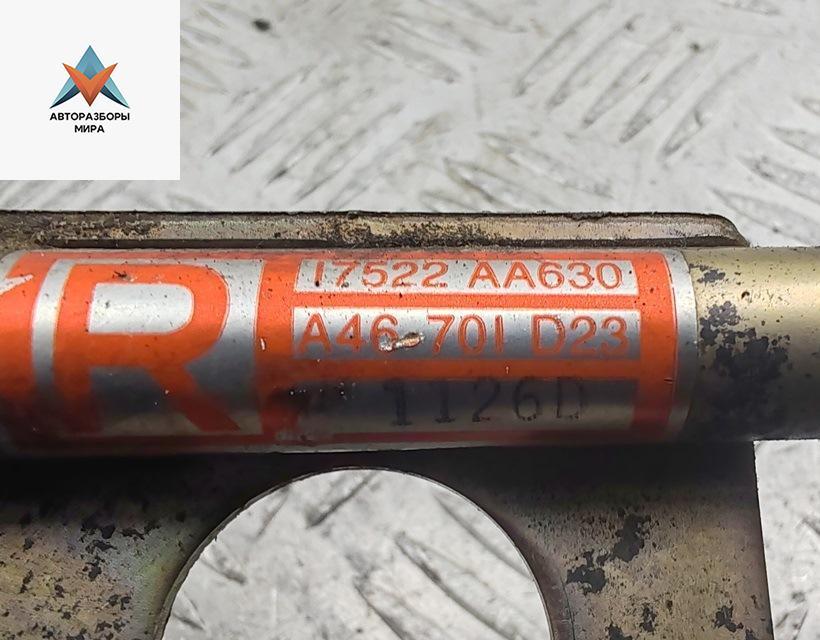 АВТОРАЗБОРЫ
МИРА
R
17522 AA630
A46-701 D23
1126D